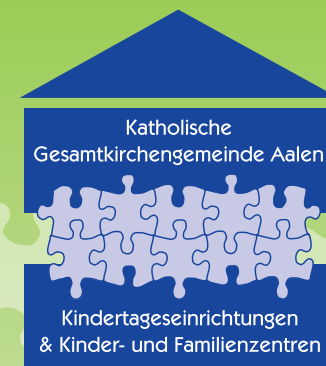 Katholische
Gesamtkirchengemeinde Aalen
Kindertageseinrichtungen
& Kinder- und Familienzentren